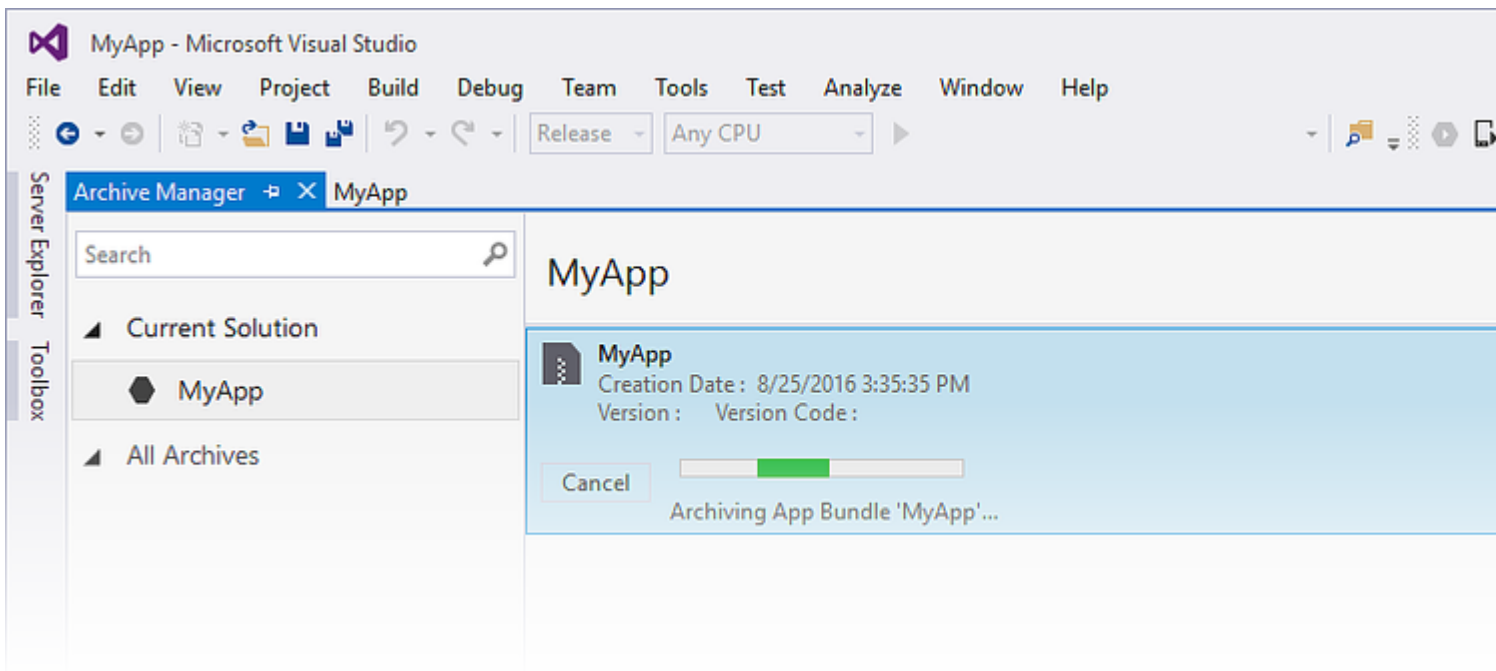 MyApp - Microsoft Visual Studio
File Edit View Project Build Debug Team Tools Test Analyze Window Help
Release Any CPU
Server Explorer
Toolbox
Archive Manager MyApp
Search
Current Solution
MyApp
All Archives
MyApp
MyApp
Creation Date : 8/25/2016 3:35:35 PM
Version : Version Code :
Cancel
Archiving App Bundle 'MyApp'...